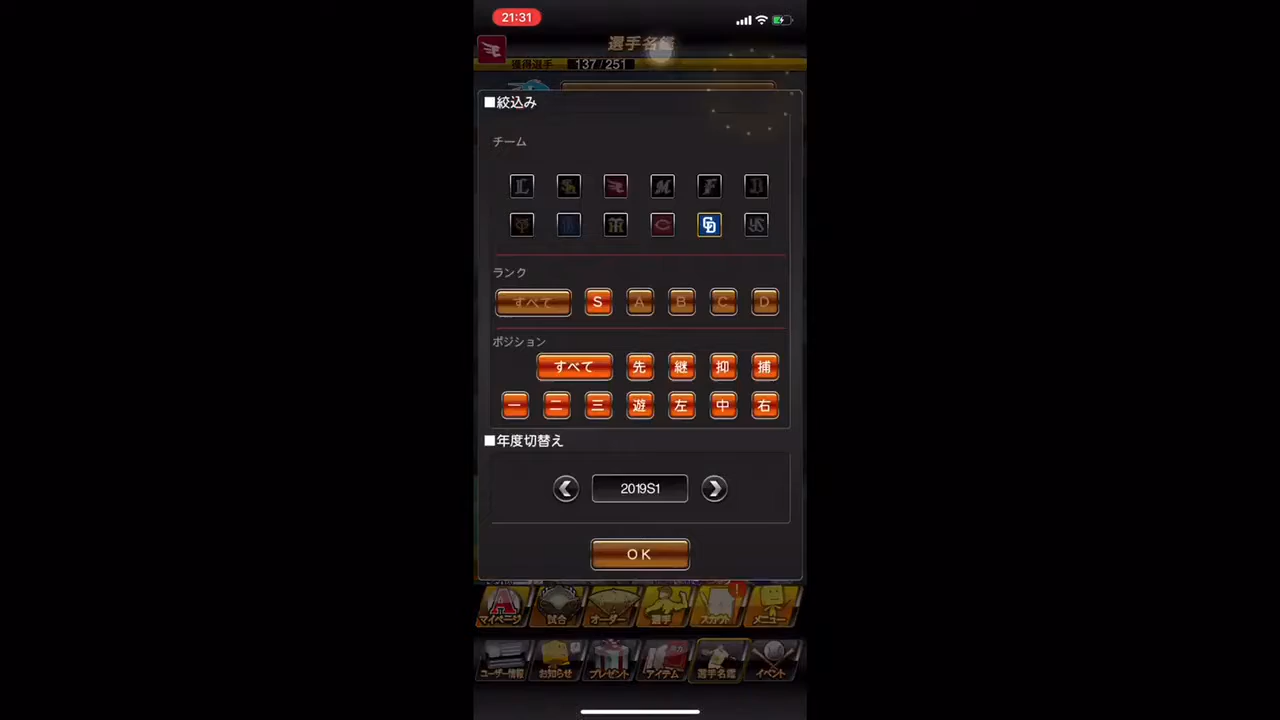 21:31
選手名鑑
獲得選手 137/251
■絞込み
チーム
ランク
すべて S A B C D
ポジション
すべて 先 継 抑 捕
一 二 三 遊 左 中 右
■年度切替え
2019S1
OK
マイページ 試合 オーダー 選手 スカウト メニュー
ユーザー情報 お知らせ プレゼント アイテム 選手名鑑 イベント